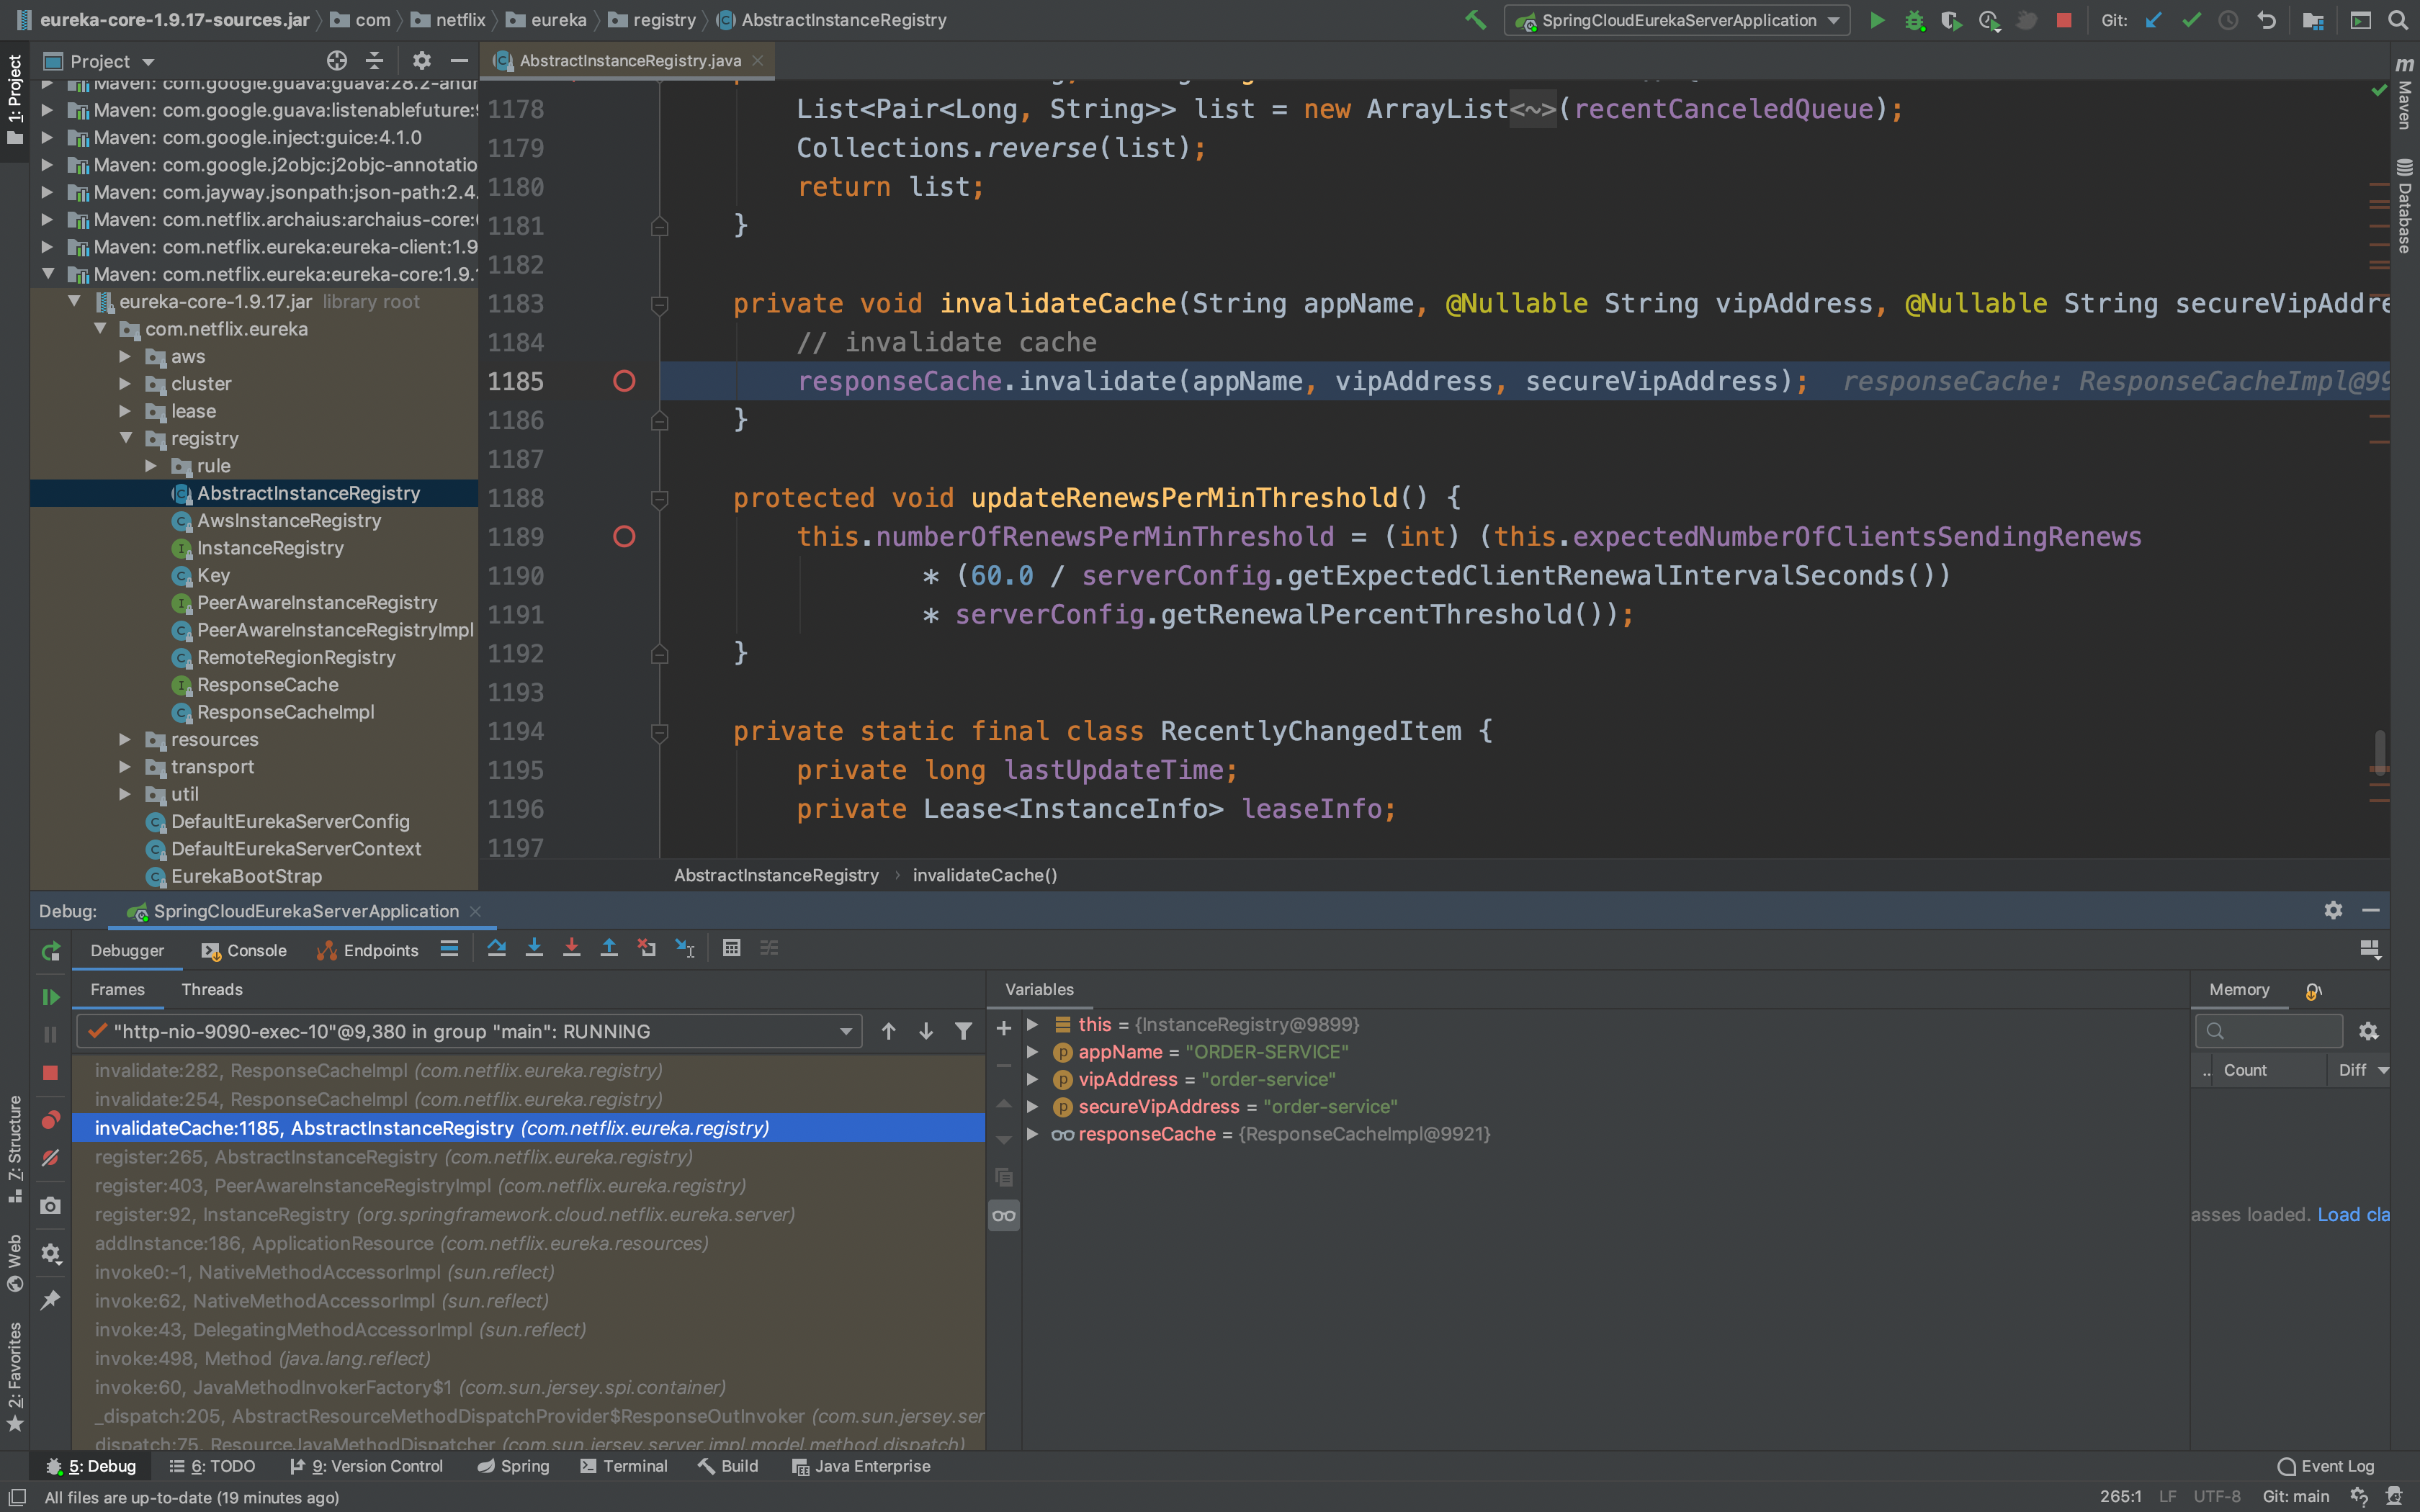 eureka-core-1.9.17-sources.jar com netflix eureka registry AbstractInstanceRegistry
SpringCloudEurekaServerApplication
Git:
1: Project
Project
AbstractInstanceRegistry.java
Maven
Database
Maven: com.google.guava:guava:28.2-andr
Maven: com.google.guava:listenablefuture:9
Maven: com.google.inject:guice:4.1.0
Maven: com.google.j2objc:j2objc-annotatio
Maven: com.jayway.jsonpath:json-path:2.4.
Maven: com.netflix.archaius:archaius-core:
Maven: com.netflix.eureka:eureka-client:1.9
Maven: com.netflix.eureka:eureka-core:1.9.1
eureka-core-1.9.17.jar library root
com.netflix.eureka
aws
cluster
lease
registry
rule
AbstractInstanceRegistry
AwsInstanceRegistry
InstanceRegistry
Key
PeerAwareInstanceRegistry
PeerAwareInstanceRegistryImpl
RemoteRegionRegistry
ResponseCache
ResponseCacheImpl
resources
transport
util
DefaultEurekaServerConfig
DefaultEurekaServerContext
EurekaBootStrap
1178 List<Pair<Long, String>> list = new ArrayList<~>(recentCanceledQueue);
1179 Collections.reverse(list);
1180 return list;
1181 }
1182
1183 private void invalidateCache(String appName, @Nullable String vipAddress, @Nullable String secureVipAddre
1184 // invalidate cache
1185 responseCache.invalidate(appName, vipAddress, secureVipAddress); responseCache: ResponseCacheImpl@99
1186 }
1187
1188 protected void updateRenewsPerMinThreshold() {
1189 this.numberOfRenewsPerMinThreshold = (int) (this.expectedNumberOfClientsSendingRenews
1190 * (60.0 / serverConfig.getExpectedClientRenewalIntervalSeconds())
1191 * serverConfig.getRenewalPercentThreshold());
1192 }
1193
1194 private static final class RecentlyChangedItem {
1195 private long lastUpdateTime;
1196 private Lease<InstanceInfo> leaseInfo;
1197
AbstractInstanceRegistry › invalidateCache()
Debug: SpringCloudEurekaServerApplication
Debugger Console Endpoints
Frames Threads
"http-nio-9090-exec-10"@9,380 in group "main": RUNNING
invalidate:282, ResponseCacheImpl (com.netflix.eureka.registry)
invalidate:254, ResponseCacheImpl (com.netflix.eureka.registry)
invalidateCache:1185, AbstractInstanceRegistry (com.netflix.eureka.registry)
register:265, AbstractInstanceRegistry (com.netflix.eureka.registry)
register:403, PeerAwareInstanceRegistryImpl (com.netflix.eureka.registry)
register:92, InstanceRegistry (org.springframework.cloud.netflix.eureka.server)
addInstance:186, ApplicationResource (com.netflix.eureka.resources)
invoke0:-1, NativeMethodAccessorImpl (sun.reflect)
invoke:62, NativeMethodAccessorImpl (sun.reflect)
invoke:43, DelegatingMethodAccessorImpl (sun.reflect)
invoke:498, Method (java.lang.reflect)
invoke:60, JavaMethodInvokerFactory$1 (com.sun.jersey.spi.container)
_dispatch:205, AbstractResourceMethodDispatchProvider$ResponseOutInvoker (com.sun.jersey.ser
dispatch:75, ResourceJavaMethodDispatcher (com.sun.jersey.server.impl.model.method.dispatch)
Variables
this = {InstanceRegistry@9899}
appName = "ORDER-SERVICE"
vipAddress = "order-service"
secureVipAddress = "order-service"
responseCache = {ResponseCacheImpl@9921}
Memory
.. Count Diff
asses loaded. Load cla
Z: Structure
Web
2: Favorites
5: Debug 6: TODO 9: Version Control Spring Terminal Build Java Enterprise Event Log
All files are up-to-date (19 minutes ago) 265:1 LF UTF-8 Git: main